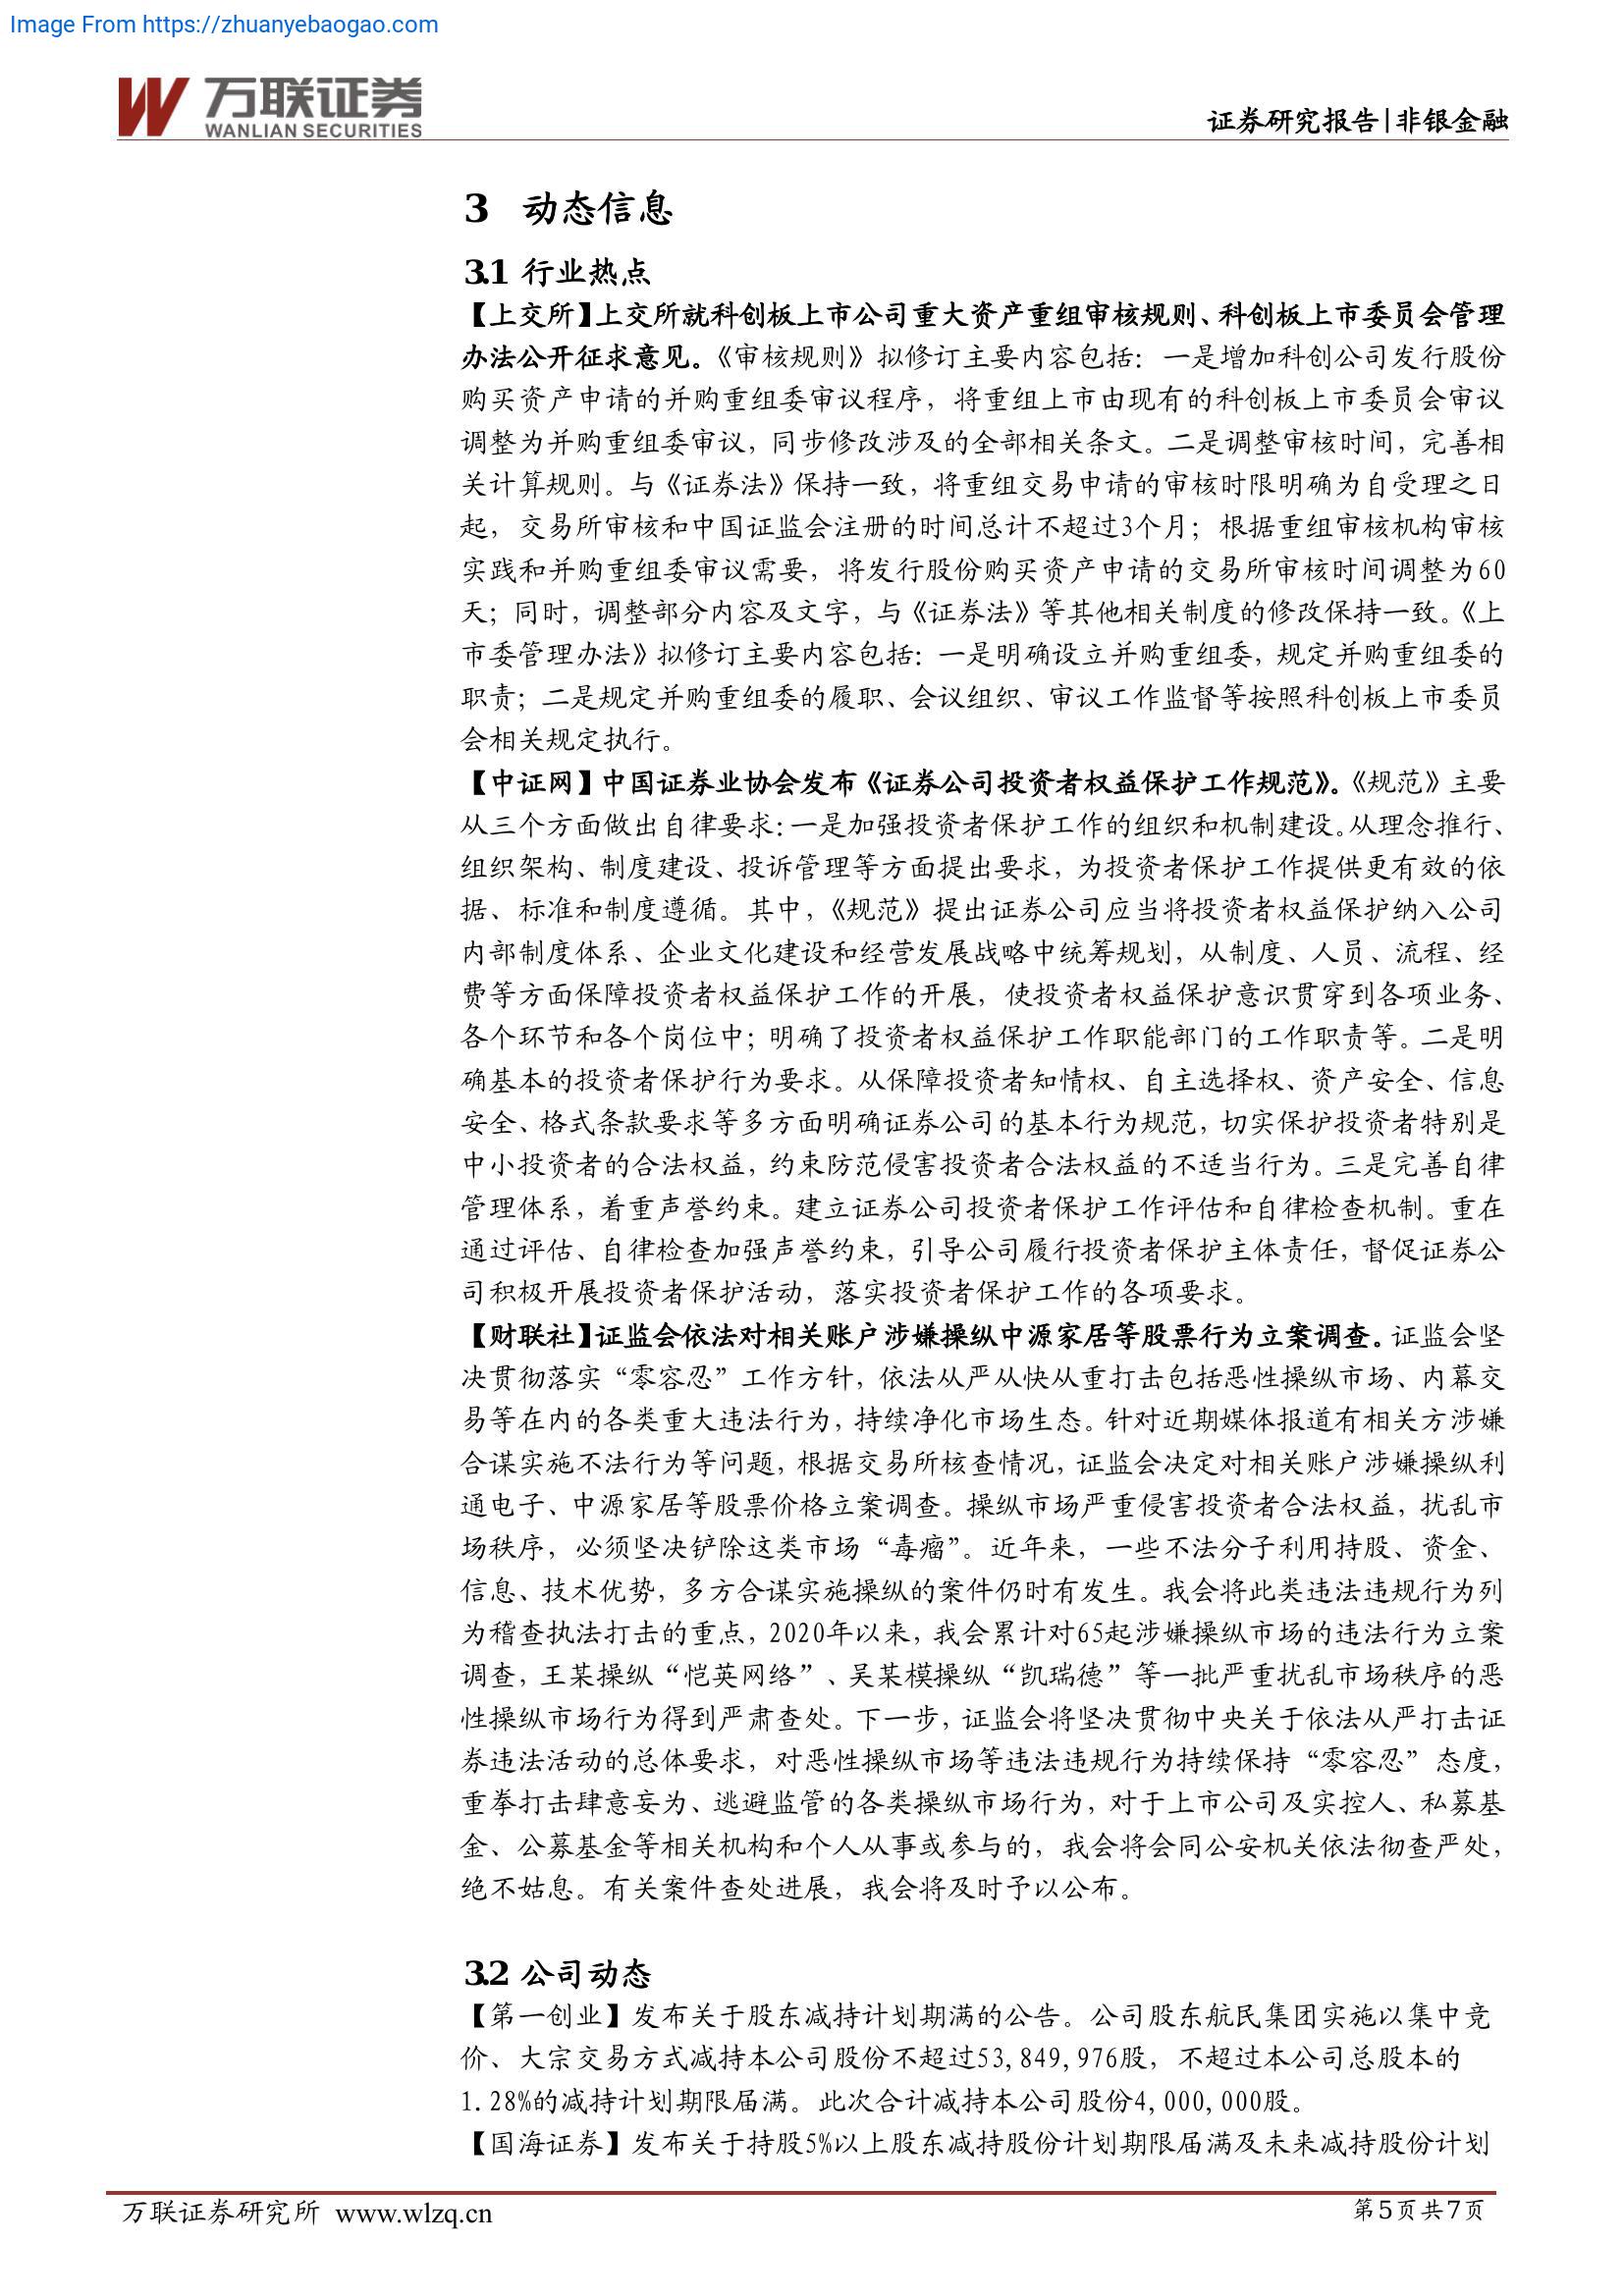 Image From https://zhuanyebaogao.com
万联证券
WANLIAN SECURITIES
证券研究报告|非银金融
3 动态信息
3.1 行业热点
【上交所】上交所就科创板上市公司重大资产重组审核规则、科创板上市委员会管理
办法公开征求意见。《审核规则》拟修订主要内容包括：一是增加科创公司发行股份
购买资产申请的并购重组委审议程序，将重组上市由现有的科创板上市委员会审议
调整为并购重组委审议，同步修改涉及的全部相关条文。二是调整审核时间，完善相
关计算规则。与《证券法》保持一致，将重组交易申请的审核时限明确为自受理之日
起，交易所审核和中国证监会注册的时间总计不超过3个月；根据重组审核机构审核
实践和并购重组委审议需要，将发行股份购买资产申请的交易所审核时间调整为60
天；同时，调整部分内容及文字，与《证券法》等其他相关制度的修改保持一致。《上
市委管理办法》拟修订主要内容包括：一是明确设立并购重组委，规定并购重组委的
职责；二是规定并购重组委的履职、会议组织、审议工作监督等按照科创板上市委员
会相关规定执行。
【中证网】中国证券业协会发布《证券公司投资者权益保护工作规范》。《规范》主要
从三个方面做出自律要求：一是加强投资者保护工作的组织和机制建设。从理念推行、
组织架构、制度建设、投诉管理等方面提出要求，为投资者保护工作提供更有效的依
据、标准和制度遵循。其中，《规范》提出证券公司应当将投资者权益保护纳入公司
内部制度体系、企业文化建设和经营发展战略中统筹规划，从制度、人员、流程、经
费等方面保障投资者权益保护工作的开展，使投资者权益保护意识贯穿到各项业务、
各个环节和各个岗位中；明确了投资者权益保护工作职能部门的工作职责等。二是明
确基本的投资者保护行为要求。从保障投资者知情权、自主选择权、资产安全、信息
安全、格式条款要求等多方面明确证券公司的基本行为规范，切实保护投资者特别是
中小投资者的合法权益，约束防范侵害投资者合法权益的不适当行为。三是完善自律
管理体系，着重声誉约束。建立证券公司投资者保护工作评估和自律检查机制。重在
通过评估、自律检查加强声誉约束，引导公司履行投资者保护主体责任，督促证券公
司积极开展投资者保护活动，落实投资者保护工作的各项要求。
【财联社】证监会依法对相关账户涉嫌操纵中源家居等股票行为立案调查。证监会坚
决贯彻落实“零容忍”工作方针，依法从严从快从重打击包括恶性操纵市场、内幕交
易等在内的各类重大违法行为，持续净化市场生态。针对近期媒体报道有相关方涉嫌
合谋实施不法行为等问题，根据交易所核查情况，证监会决定对相关账户涉嫌操纵利
通电子、中源家居等股票价格立案调查。操纵市场严重侵害投资者合法权益，扰乱市
场秩序，必须坚决铲除这类市场“毒瘤”。近年来，一些不法分子利用持股、资金、
信息、技术优势，多方合谋实施操纵的案件仍时有发生。我会将此类违法违规行为列
为稽查执法打击的重点，2020年以来，我会累计对65起涉嫌操纵市场的违法行为立案
调查，王某操纵“恺英网络”、吴某模操纵“凯瑞德”等一批严重扰乱市场秩序的恶
性操纵市场行为得到严肃查处。下一步，证监会将坚决贯彻中央关于依法从严打击证
券违法活动的总体要求，对恶性操纵市场等违法违规行为持续保持“零容忍”态度，
重拳打击肆意妄为、逃避监管的各类操纵市场行为，对于上市公司及实控人、私募基
金、公募基金等相关机构和个人从事或参与的，我会将会同公安机关依法彻查严处，
绝不姑息。有关案件查处进展，我会将及时予以公布。
3.2 公司动态
【第一创业】发布关于股东减持计划期满的公告。公司股东航民集团实施以集中竞
价、大宗交易方式减持本公司股份不超过53,849,976股，不超过本公司总股本的
1.28%的减持计划期限届满。此次合计减持本公司股份4,000,000股。
【国海证券】发布关于持股5%以上股东减持股份计划期限届满及未来减持股份计划
万联证券研究所 www.wlzq.cn
第5页共7页